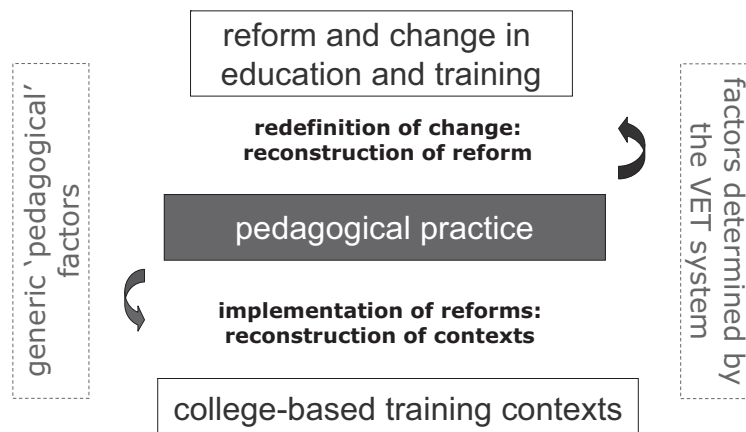 reform and change in
education and training
generic ‘pedagogical’
factors
redefinition of change:
reconstruction of reform
pedagogical practice
implementation of reforms:
reconstruction of contexts
college-based training contexts
factors determined by
the VET system